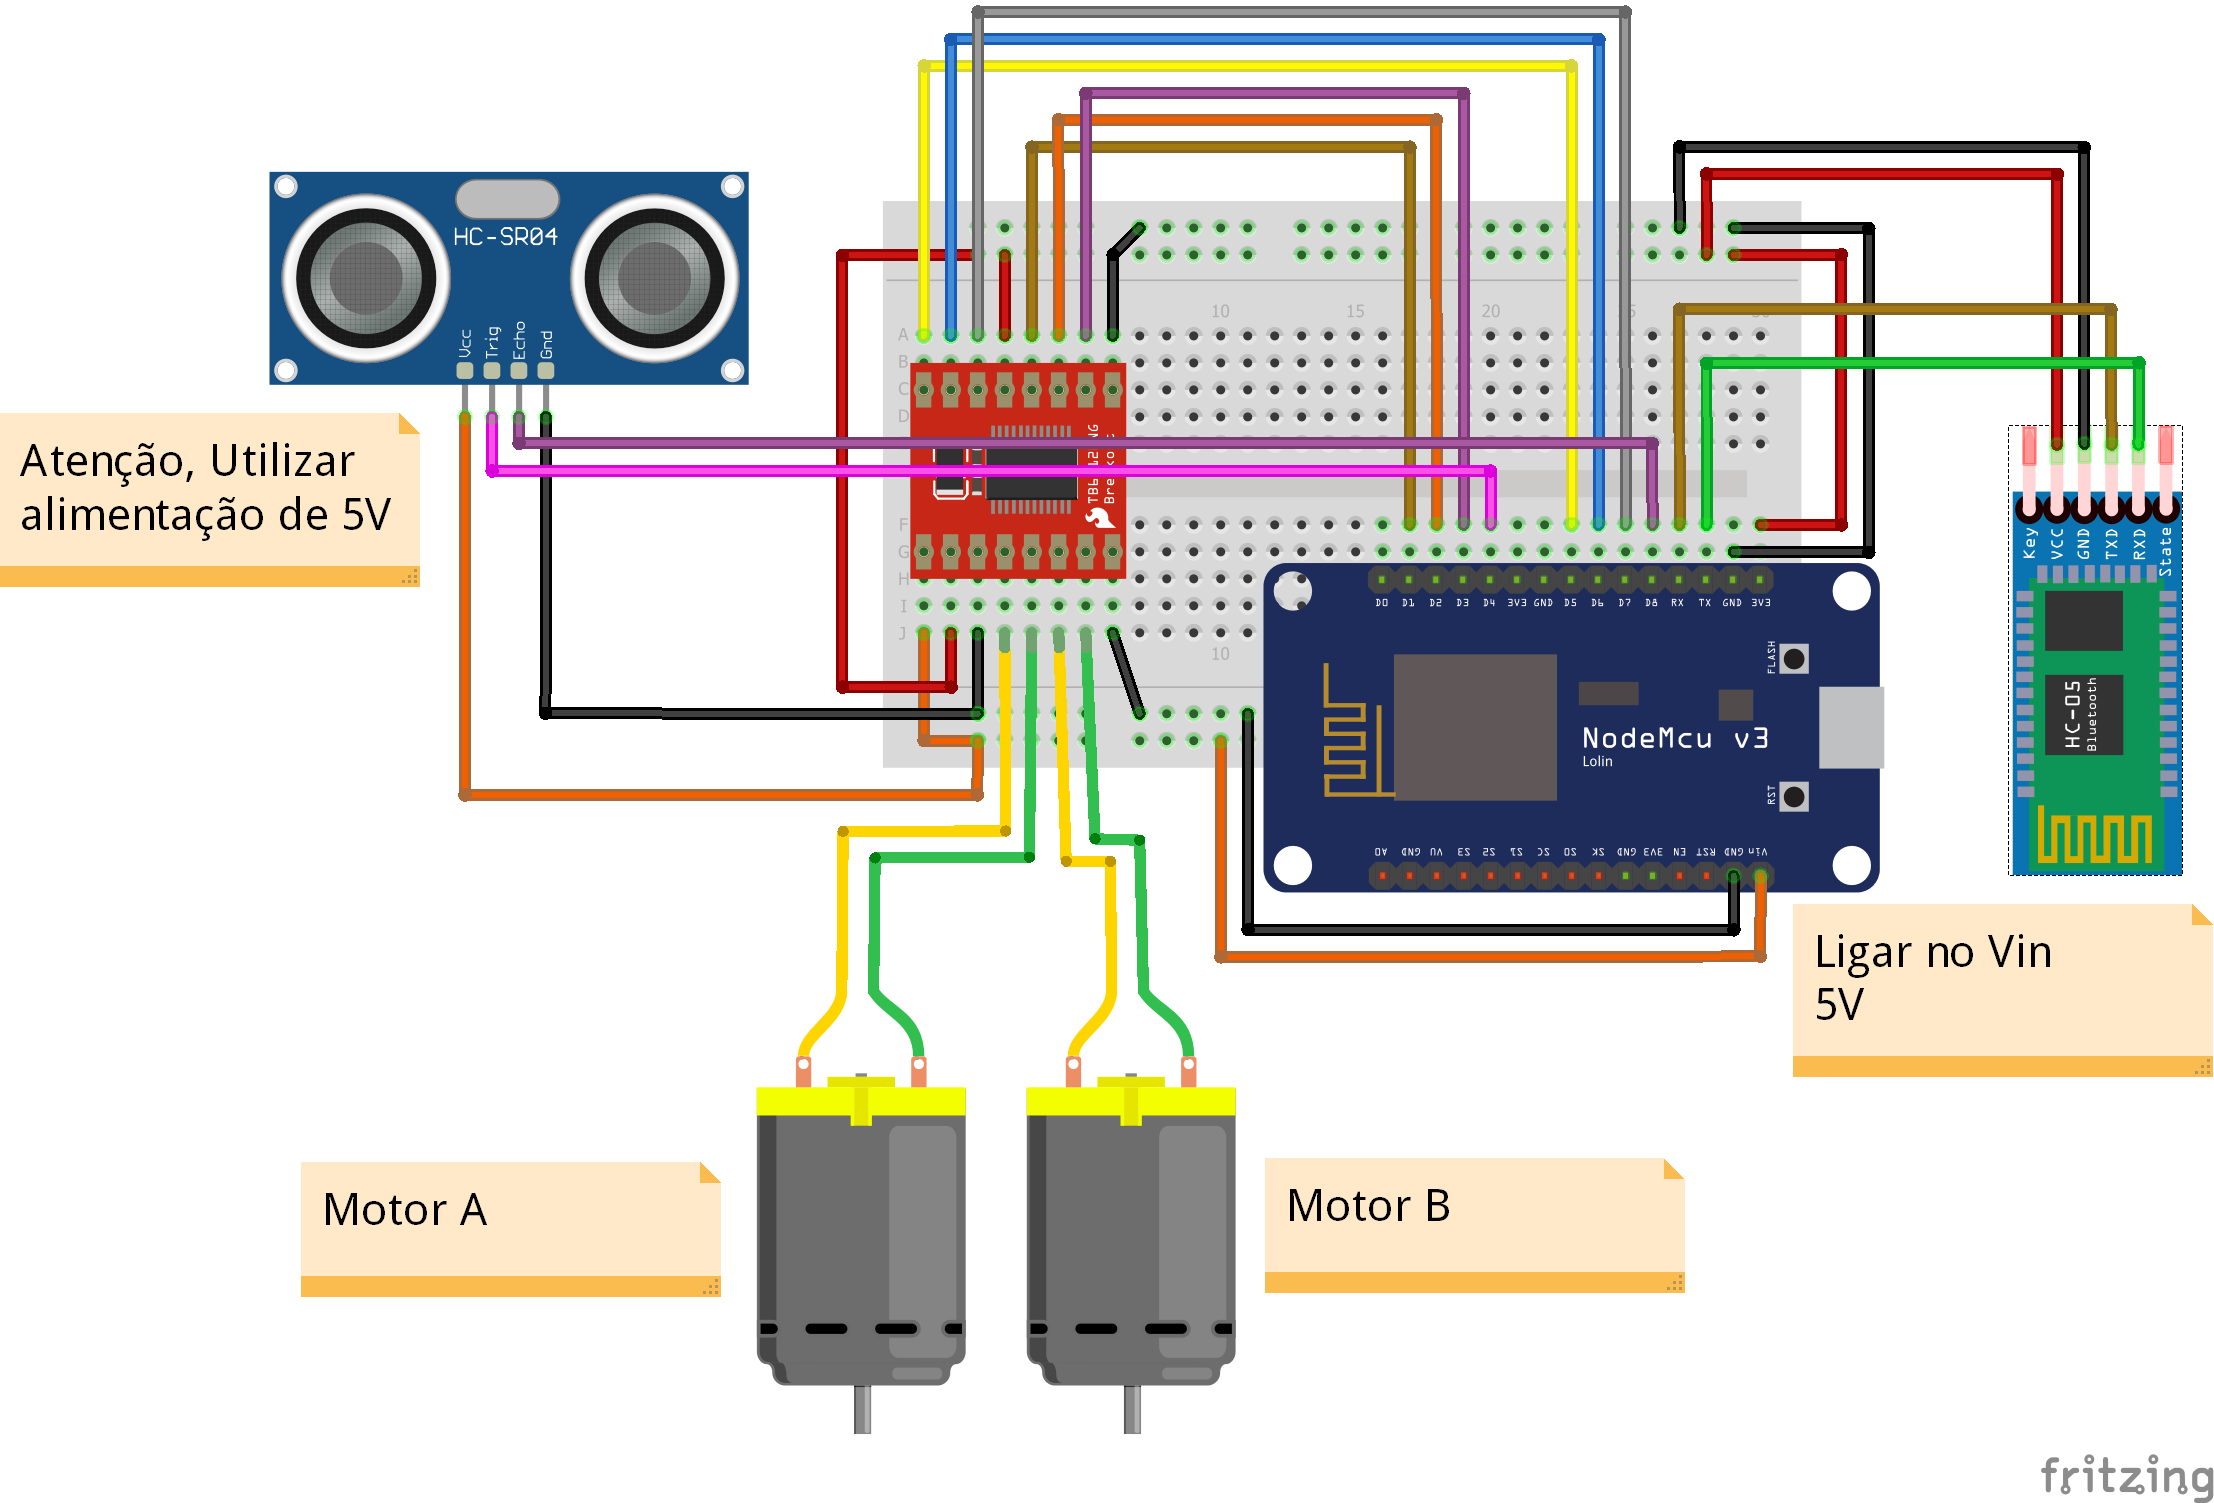 HC-SR04
Vcc
Trig
Echo
Gnd
Atenção, Utilizar
alimentação de 5V
10
15
20
A
B
C
D
F
G
H
I
J
10
Key
VCC
GND
TXD
RXD
State
HC-05
Bluetooth
D0 D1 D2 D3 D4 3V3 GND D5 D6 D7 D8 RX TX GND 3V3
FLASH
NodeMcu v3
Lolin
RST
A0 GND VU S3 S2 S1 SC SO SK GND 3V3 EN RST GND Vin
Ligar no Vin
5V
Motor A
Motor B
fritzing